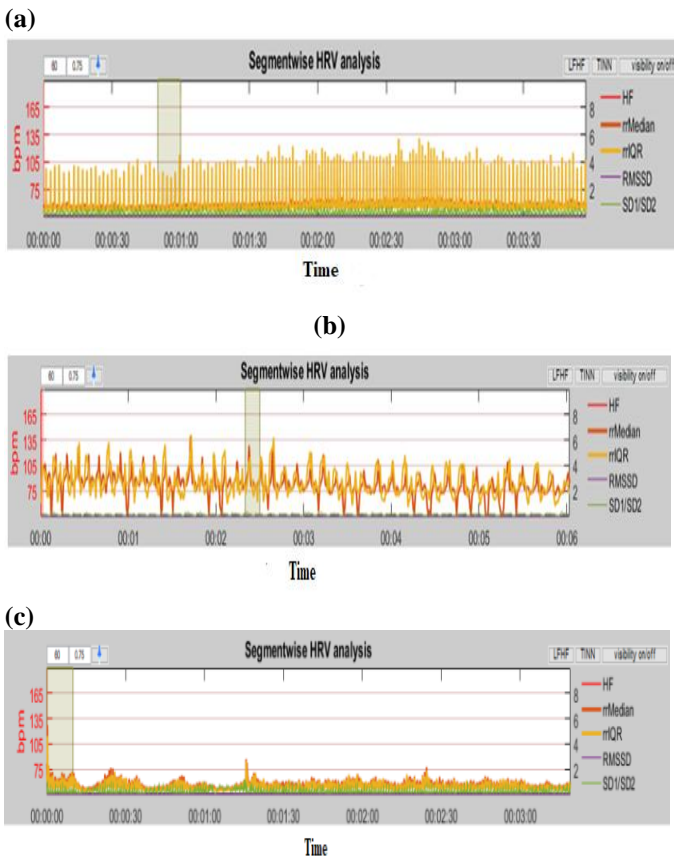 (a)
Segmentwise HRV analysis
60 0.75 LFHF TINN visibility on/off
165 8 HF
135 6 rrMedian
105 4 rrIQR
75 2 RMSSD
SD1/SD2
bpm
00:00:00 00:00:30 00:01:00 00:01:30 00:02:00 00:02:30 00:03:00 00:03:30
Time
(b)
Segmentwise HRV analysis
60 0.75 LFHF TINN visibility on/off
165 8 HF
135 6 rrMedian
105 4 rrIQR
75 2 RMSSD
SD1/SD2
bpm
00:00 00:01 00:02 00:03 00:04 00:05 00:06
Time
(c)
Segmentwise HRV analysis
60 0.75 LFHF TINN visibility on/off
165 8 HF
135 6 rrMedian
105 4 rrIQR
75 2 RMSSD
SD1/SD2
bpm
00:00:00 00:00:30 00:01:00 00:01:30 00:02:00 00:02:30 00:03:00
Time